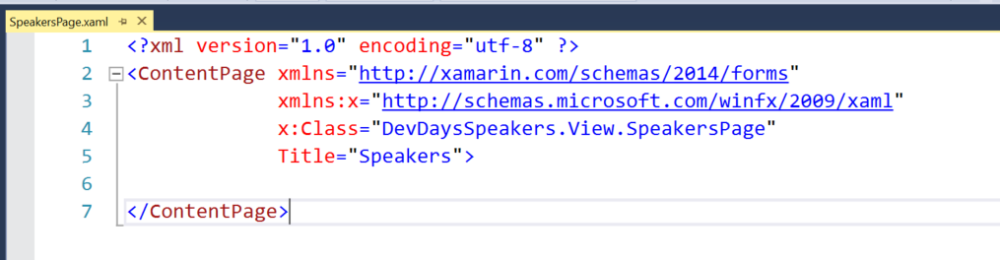 SpeakersPage.xaml
1 <?xml version="1.0" encoding="utf-8" ?>
2 <ContentPage xmlns="http://xamarin.com/schemas/2014/forms"
3 xmlns:x="http://schemas.microsoft.com/winfx/2009/xaml"
4 x:Class="DevDaysSpeakers.View.SpeakersPage"
5 Title="Speakers">
6
7 </ContentPage>